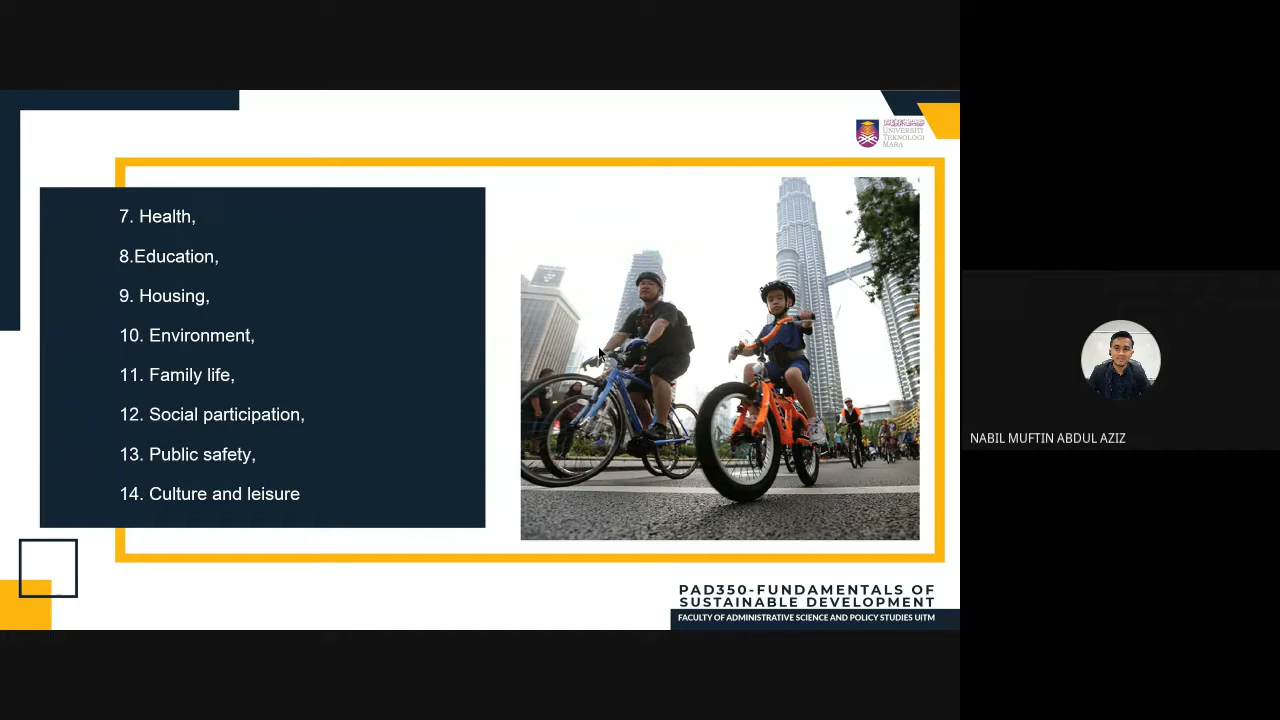 UNIVERSITI
TEKNOLOGI
MARA
7. Health,
8.Education,
9. Housing,
10. Environment,
11. Family life,
12. Social participation,
13. Public safety,
14. Culture and leisure
PAD350-FUNDAMENTALS OF
SUSTAINABLE DEVELOPMENT
FACULTY OF ADMINISTRATIVE SCIENCE AND POLICY STUDIES UITM
NABIL MUFTIN ABDUL AZIZ